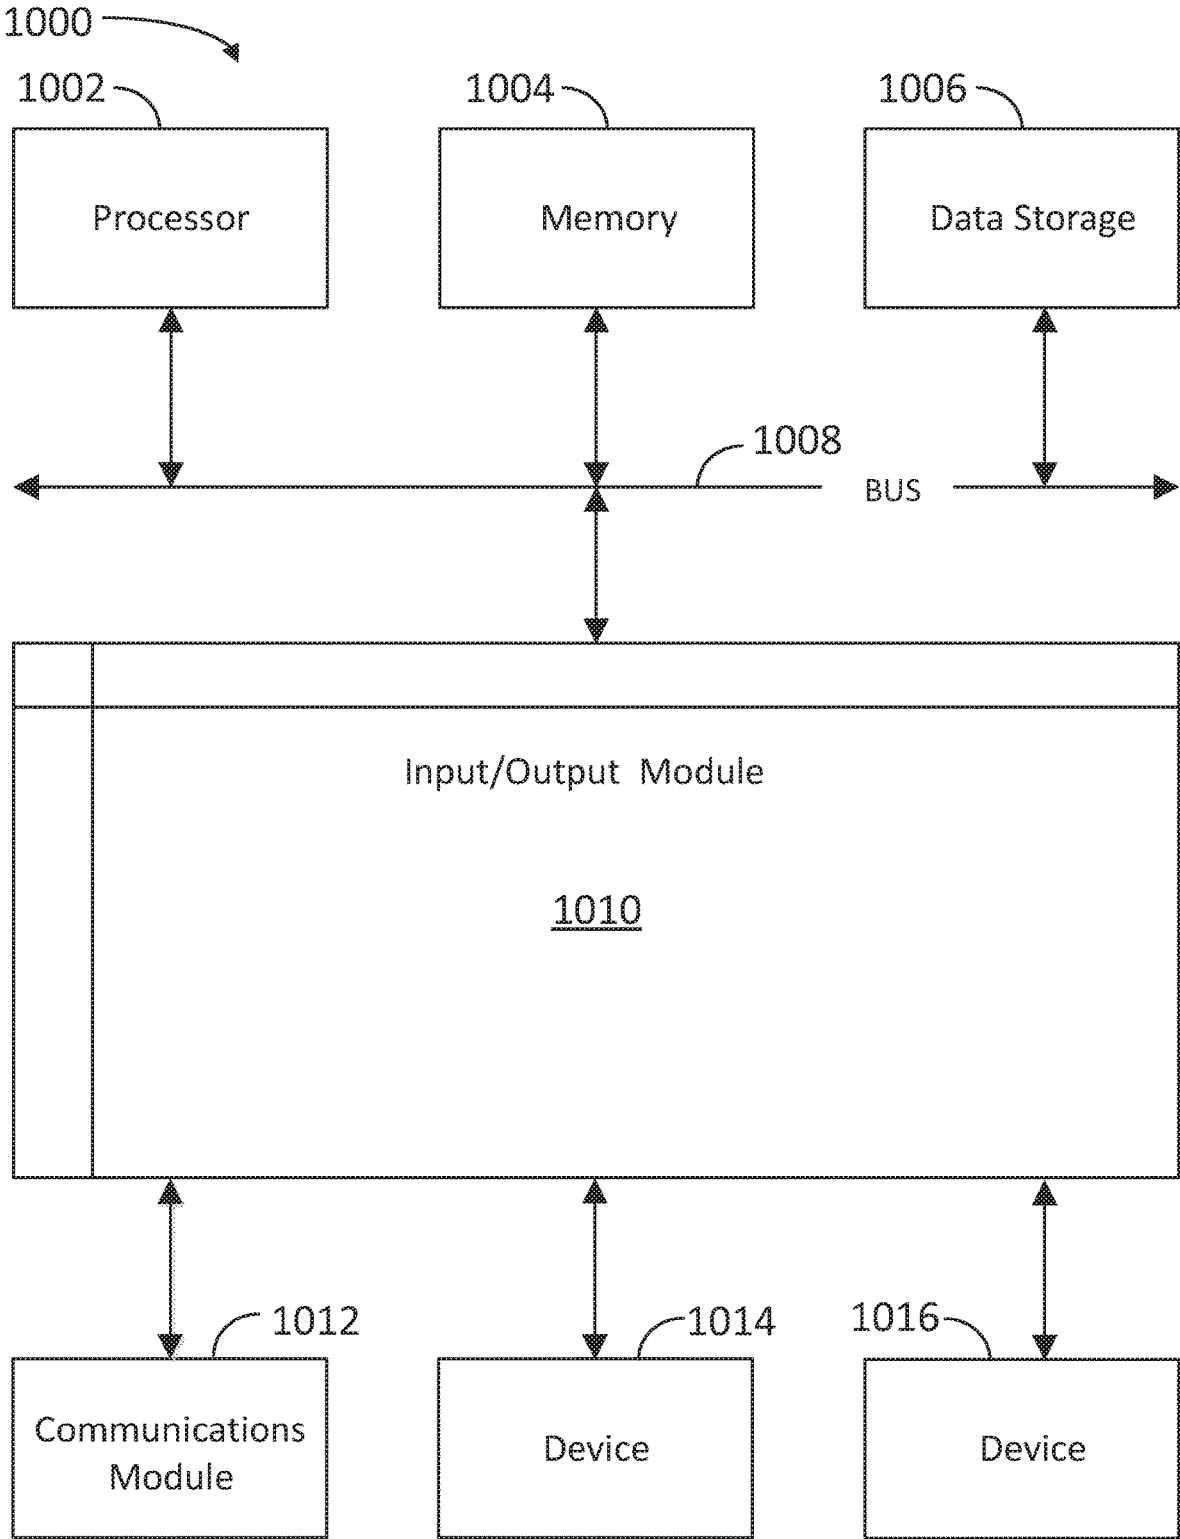 1000
1002
1004
1006
Processor
Memory
Data Storage
1008
BUS
Input/Output Module
1010
1012
1014
1016
Communications
Module
Device
Device